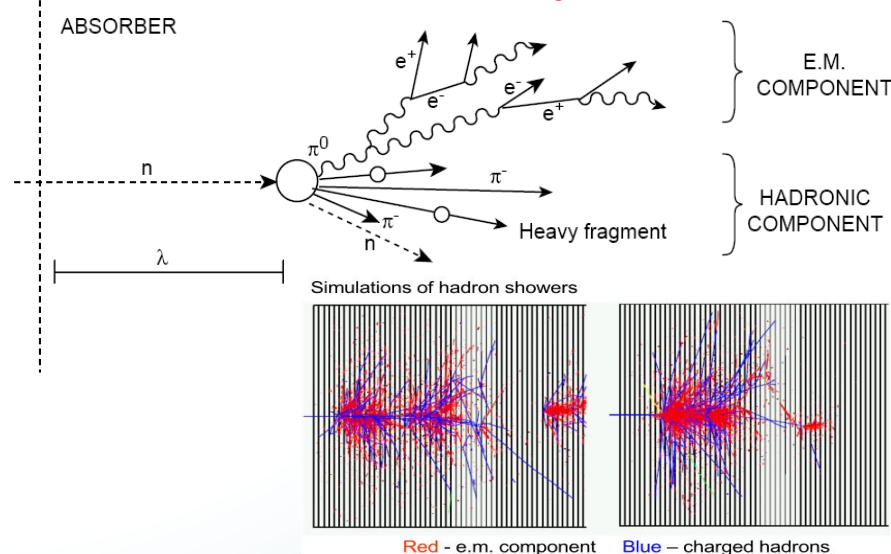 ABSORBER
E.M.
COMPONENT
e⁺
e⁻
e⁻
e⁺
π⁰
n
π⁻
π⁻
n
Heavy fragment
HADRONIC
COMPONENT
λ
Simulations of hadron showers
Red - e.m. component Blue – charged hadrons